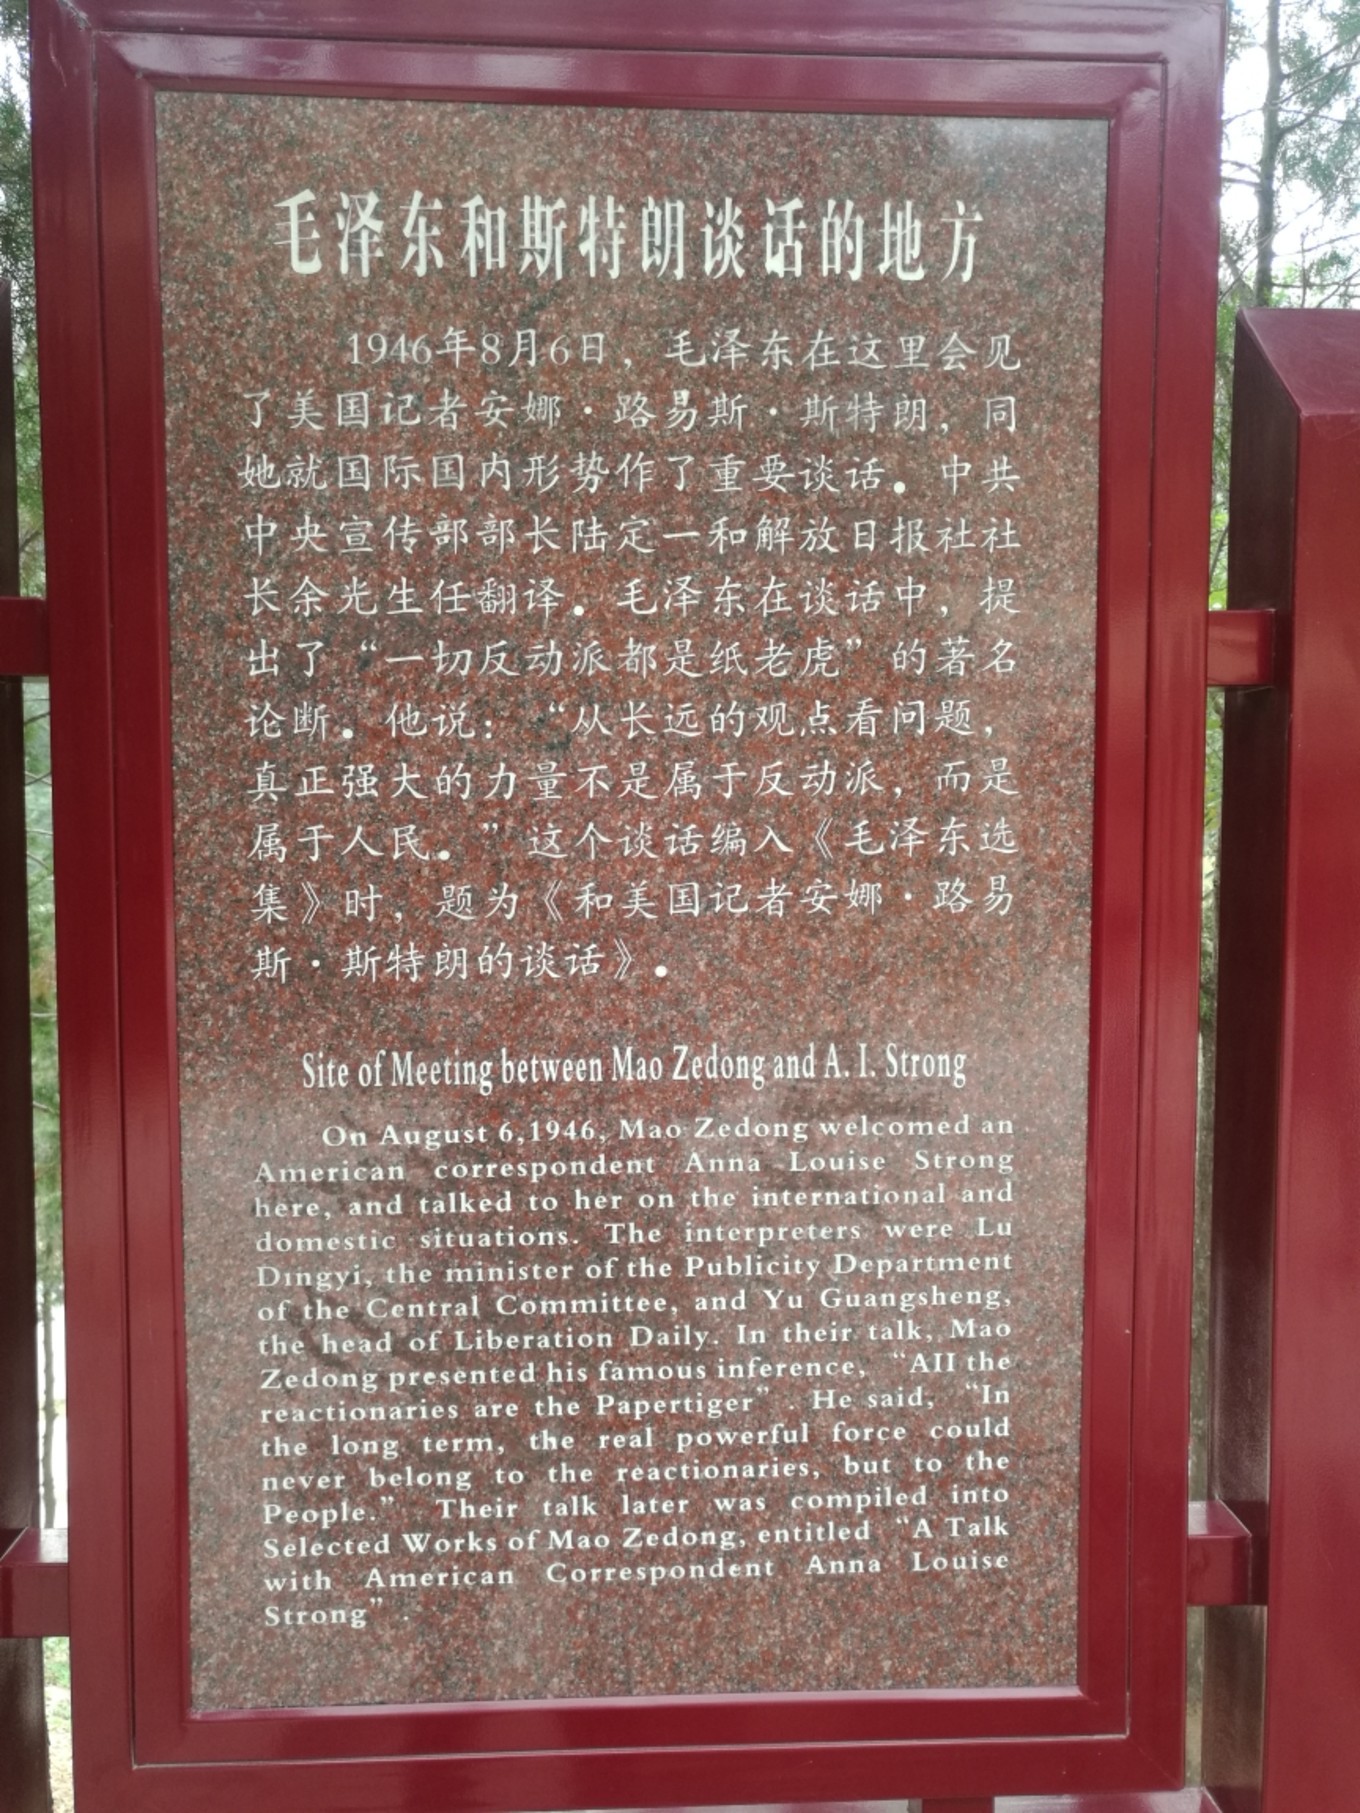 毛泽东和斯特朗谈话的地方
1946年8月6日，毛泽东在这里会见
了美国记者安娜·路易斯·斯特朗，同
她就国际国内形势作了重要谈话。中共
中央宣传部部长陆定一和解放日报社社
长余光生任翻译。毛泽东在谈话中，提
出了“一切反动派都是纸老虎”的著名
论断。他说：“从长远的观点看问题，
真正强大的力量不是属于反动派，而是
属于人民。”这个谈话编入《毛泽东选
集》时，题为《和美国记者安娜·路易
斯·斯特朗的谈话》。
Site of Meeting between Mao Zedong and A. I. Strong
On August 6,1946, Mao Zedong welcomed an
American correspondent Anna Louise Strong
here, and talked to her on the international and
domestic situations. The interpreters were Lu
Dingyi, the minister of the Publicity Department
of the Central Committee, and Yu Guangsheng,
the head of Liberation Daily. In their talk, Mao
Zedong presented his famous inference, “AII the
reactionaries are the Papertiger” . He said, “In
the long term, the real powerful force could
never belong to the reactionaries, but to the
People.” Their talk later was compiled into
Selected Works of Mao Zedong, entitled “A Talk
with American Correspondent Anna Louise
Strong” .